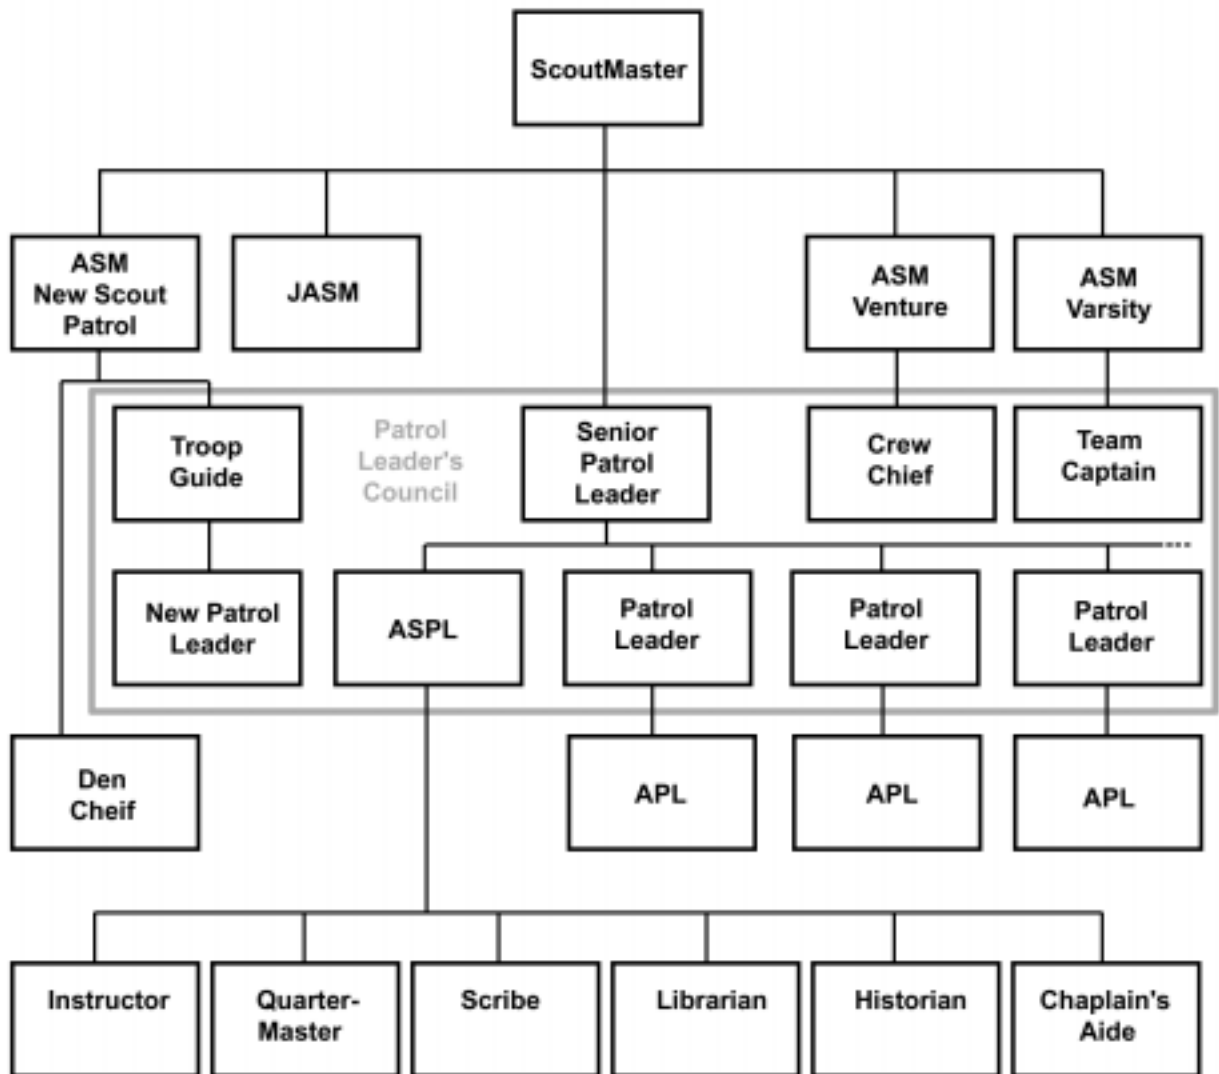 ScoutMaster
ASM
New Scout
Patrol
JASM
ASM
Venture
ASM
Varsity
Troop
Guide
Patrol
Leader's
Council
Senior
Patrol
Leader
Crew
Chief
Team
Captain
...
New Patrol
Leader
ASPL
Patrol
Leader
Patrol
Leader
Patrol
Leader
Den
Cheif
APL
APL
APL
Instructor
Quarter-
Master
Scribe
Librarian
Historian
Chaplain's
Aide